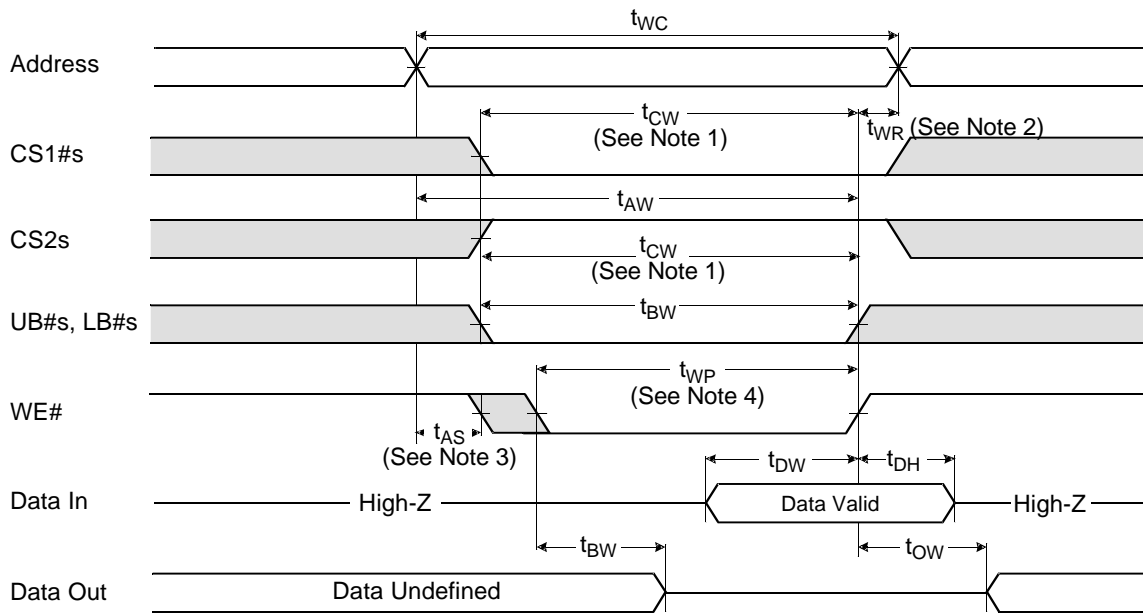 tWC
Address
tCW
(See Note 1)
tWR (See Note 2)
CS1#s
tAW
CS2s
tCW
(See Note 1)
UB#s, LB#s
tBW
tWP
(See Note 4)
WE#
tAS
(See Note 3)
tDW
tDH
Data In
High-Z
Data Valid
High-Z
tBW
tOW
Data Out
Data Undefined